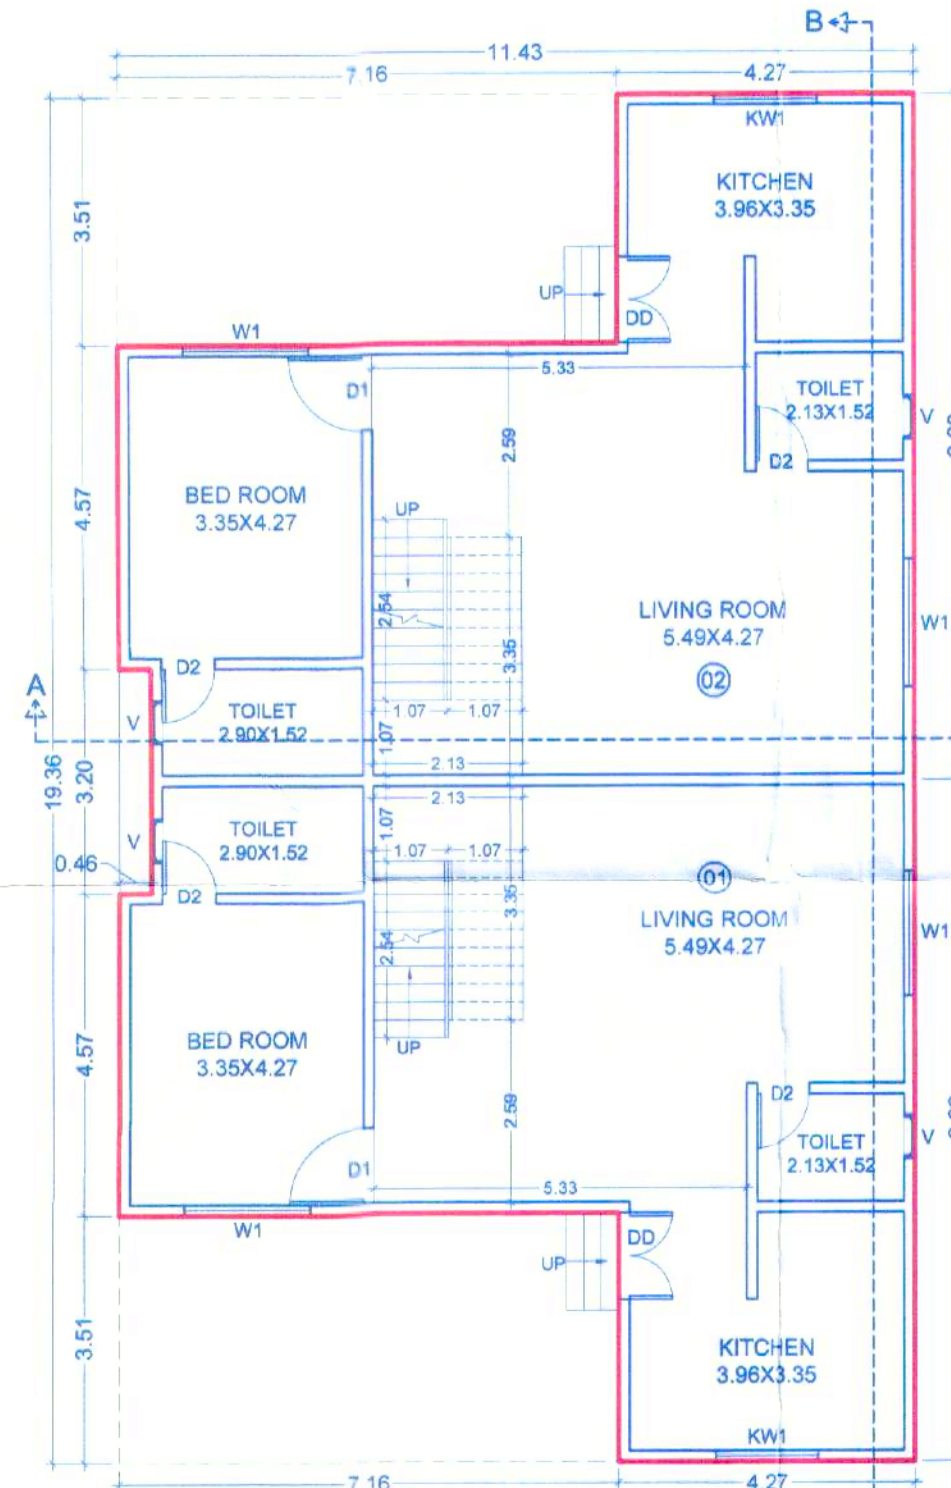 B
11.43
7.16
4.27
KW1
KITCHEN
3.96X3.35
3.51
UP
DD
W1
5.33
D1
TOILET
2.13X1.52
V
2.59
D2
BED ROOM
3.35X4.27
UP
4.57
2.54
LIVING ROOM
5.49X4.27
W1
3.35
02
D2
A
TOILET
2.90X1.52
V
1.07
1.07
1.07
2.13
19.36
3.20
2.13
1.07
TOILET
2.90X1.52
V
1.07
1.07
0.46
01
D2
3.35
LIVING ROOM
5.49X4.27
W1
2.54
BED ROOM
3.35X4.27
UP
4.57
D2
2.59
TOILET
2.13X1.52
V
D1
5.33
W1
DD
UP
3.51
KITCHEN
3.96X3.35
KW1
7.16
4.27